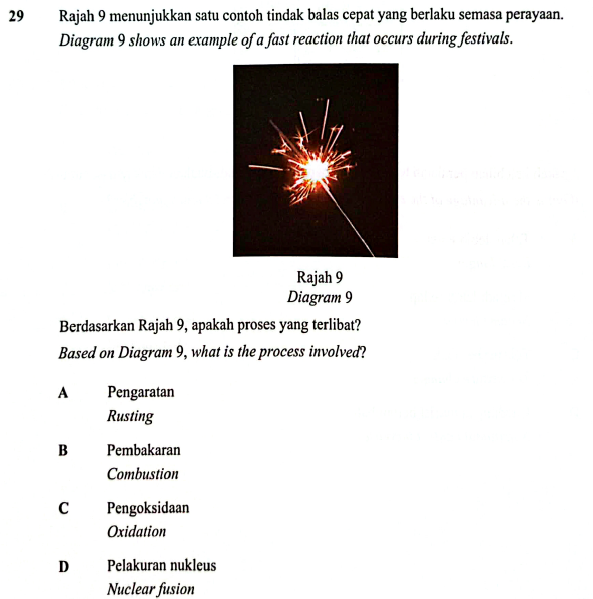 29 Rajah 9 menunjukkan satu contoh tindak balas cepat yang berlaku semasa perayaan.
Diagram 9 shows an example of a fast reaction that occurs during festivals.
Rajah 9
Diagram 9
Berdasarkan Rajah 9, apakah proses yang terlibat?
Based on Diagram 9, what is the process involved?
A Pengaratan
Rusting
B Pembakaran
Combustion
C Pengoksidaan
Oxidation
D Pelakuran nukleus
Nuclear fusion